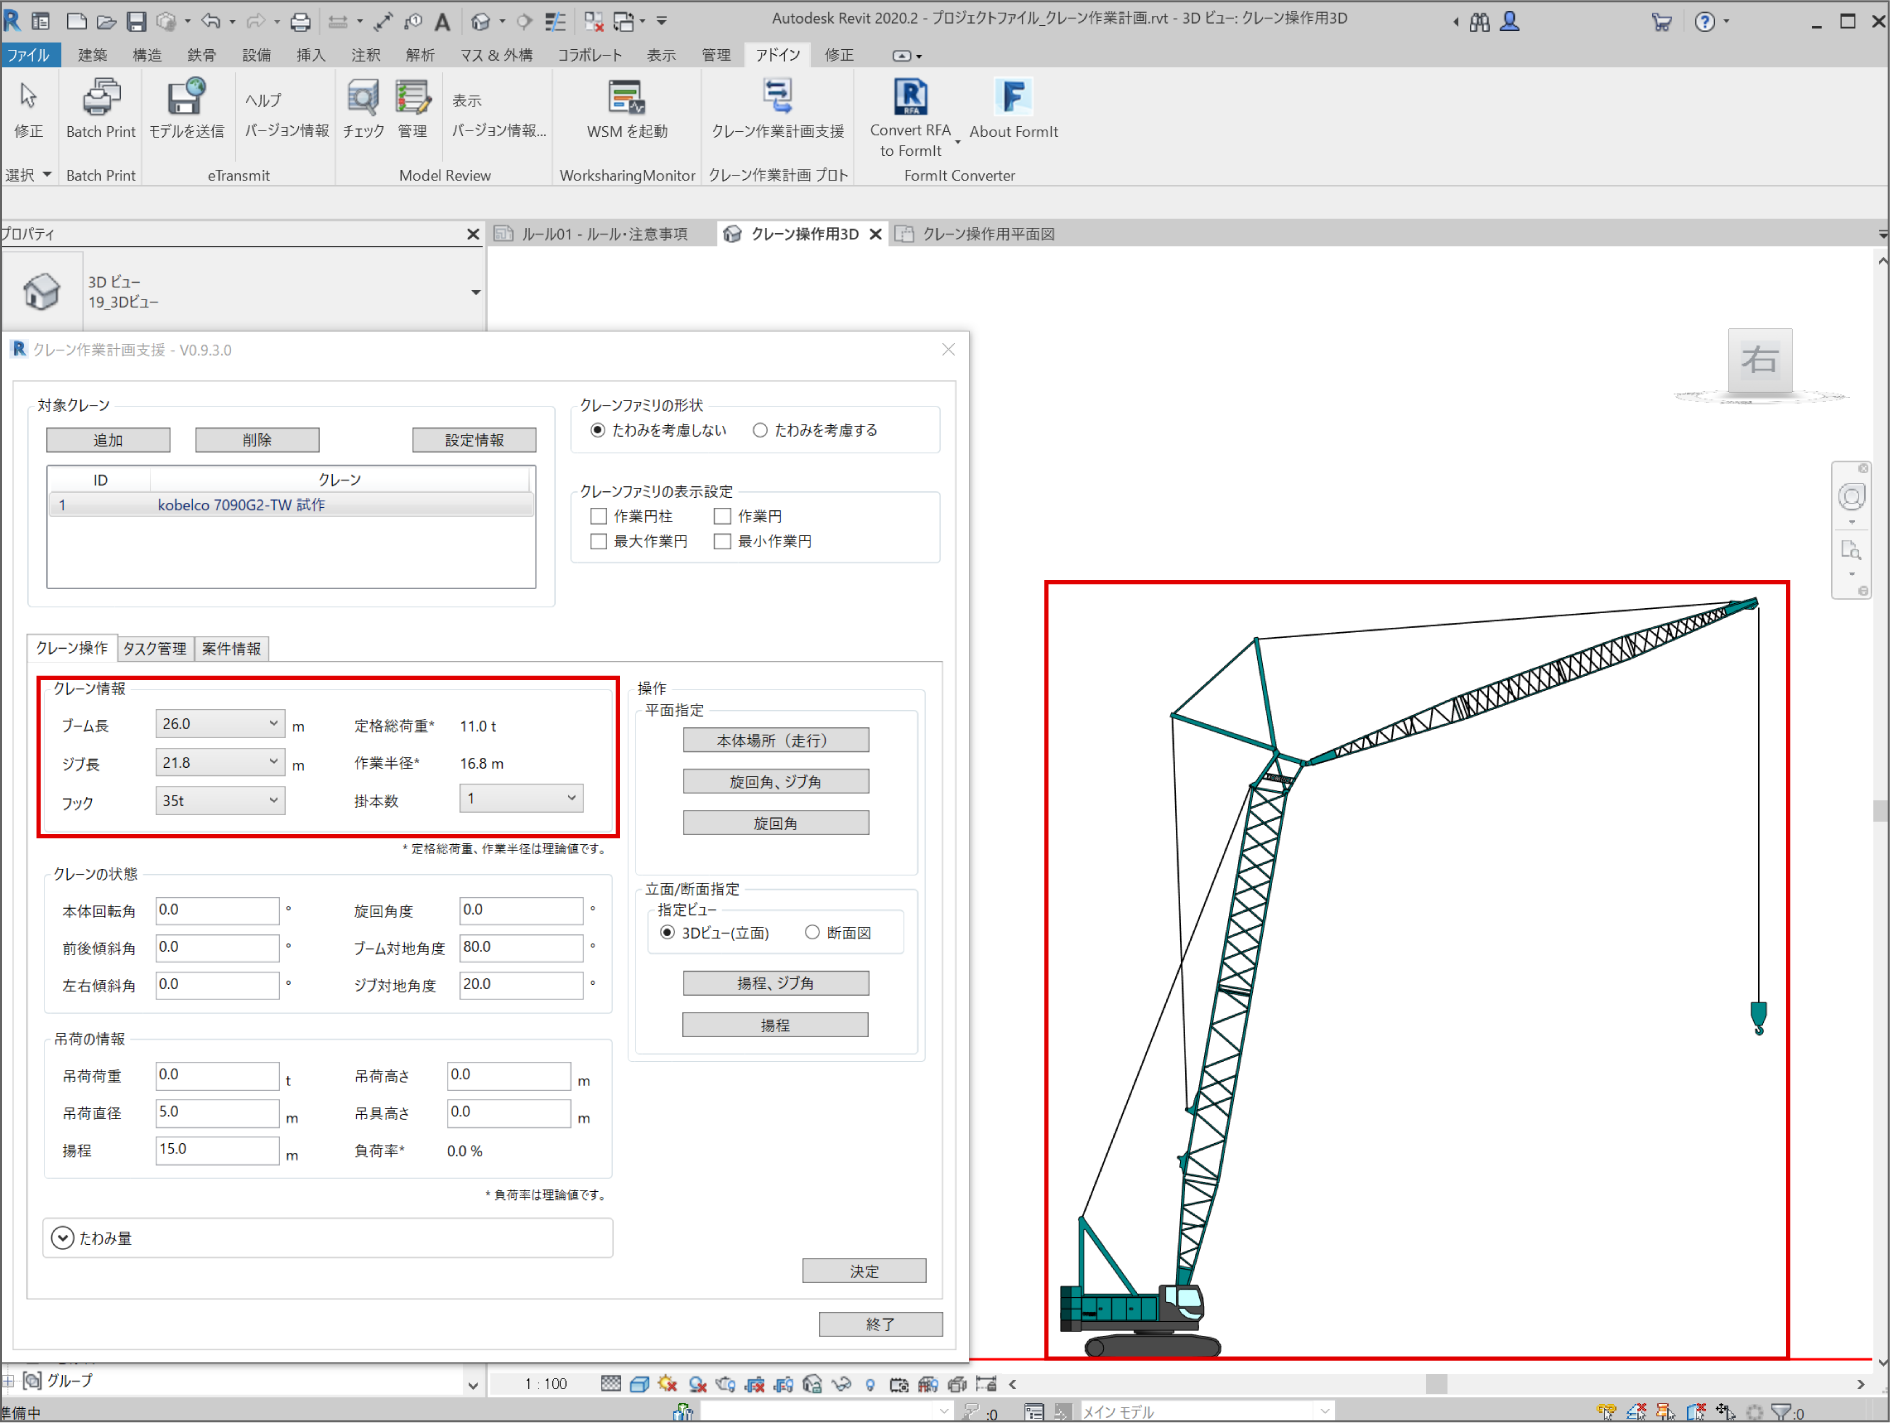 Autodesk Revit 2020.2 - プロジェクトファイル_クレーン作業計画.rvt - 3D ビュー: クレーン操作用3D
ファイル 建築 構造 鉄骨 設備 挿入 注釈 解析 マス & 外構 コラボレート 表示 管理 アドイン 修正
修正 Batch Print モデルを送信 ヘルプ バージョン情報 チェック 管理 表示 バージョン情報... WSM を起動 クレーン作業計画支援 Convert RFA to FormIt About FormIt
選択 Batch Print eTransmit Model Review WorksharingMonitor クレーン作業計画 プロト FormIt Converter
プロパティ
ルール01 - ルール・注意事項 クレーン操作用3D クレーン操作用平面図
3D ビュー
19_3Dビュー
右
クレーン作業計画支援 - V0.9.3.0
対象クレーン
追加 削除 設定情報
ID クレーン
1 kobelco 7090G2-TW 試作
クレーンファミリの形状
たわみを考慮しない たわみを考慮する
クレーンファミリの表示設定
作業円柱 作業円
最大作業円 最小作業円
クレーン操作 タスク管理 案件情報
クレーン情報
ブーム長 26.0 m 定格総荷重* 11.0 t
ジブ長 21.8 m 作業半径* 16.8 m
フック 35t 掛本数 1
* 定格総荷重、作業半径は理論値です。
クレーンの状態
本体回転角 0.0 ° 旋回角度 0.0 °
前後傾斜角 0.0 ° ブーム対地角度 80.0 °
左右傾斜角 0.0 ° ジブ対地角度 20.0 °
吊荷の情報
吊荷荷重 0.0 t 吊荷高さ 0.0 m
吊荷直径 5.0 m 吊具高さ 0.0 m
揚程 15.0 m 負荷率* 0.0 %
* 負荷率は理論値です。
たわみ量
操作
平面指定
本体場所（走行）
旋回角、ジブ角
旋回角
立面/断面指定
指定ビュー
3Dビュー(立面) 断面図
揚程、ジブ角
揚程
決定
終了
グループ
1 : 100
準備中
:0
メイン モデル
:0